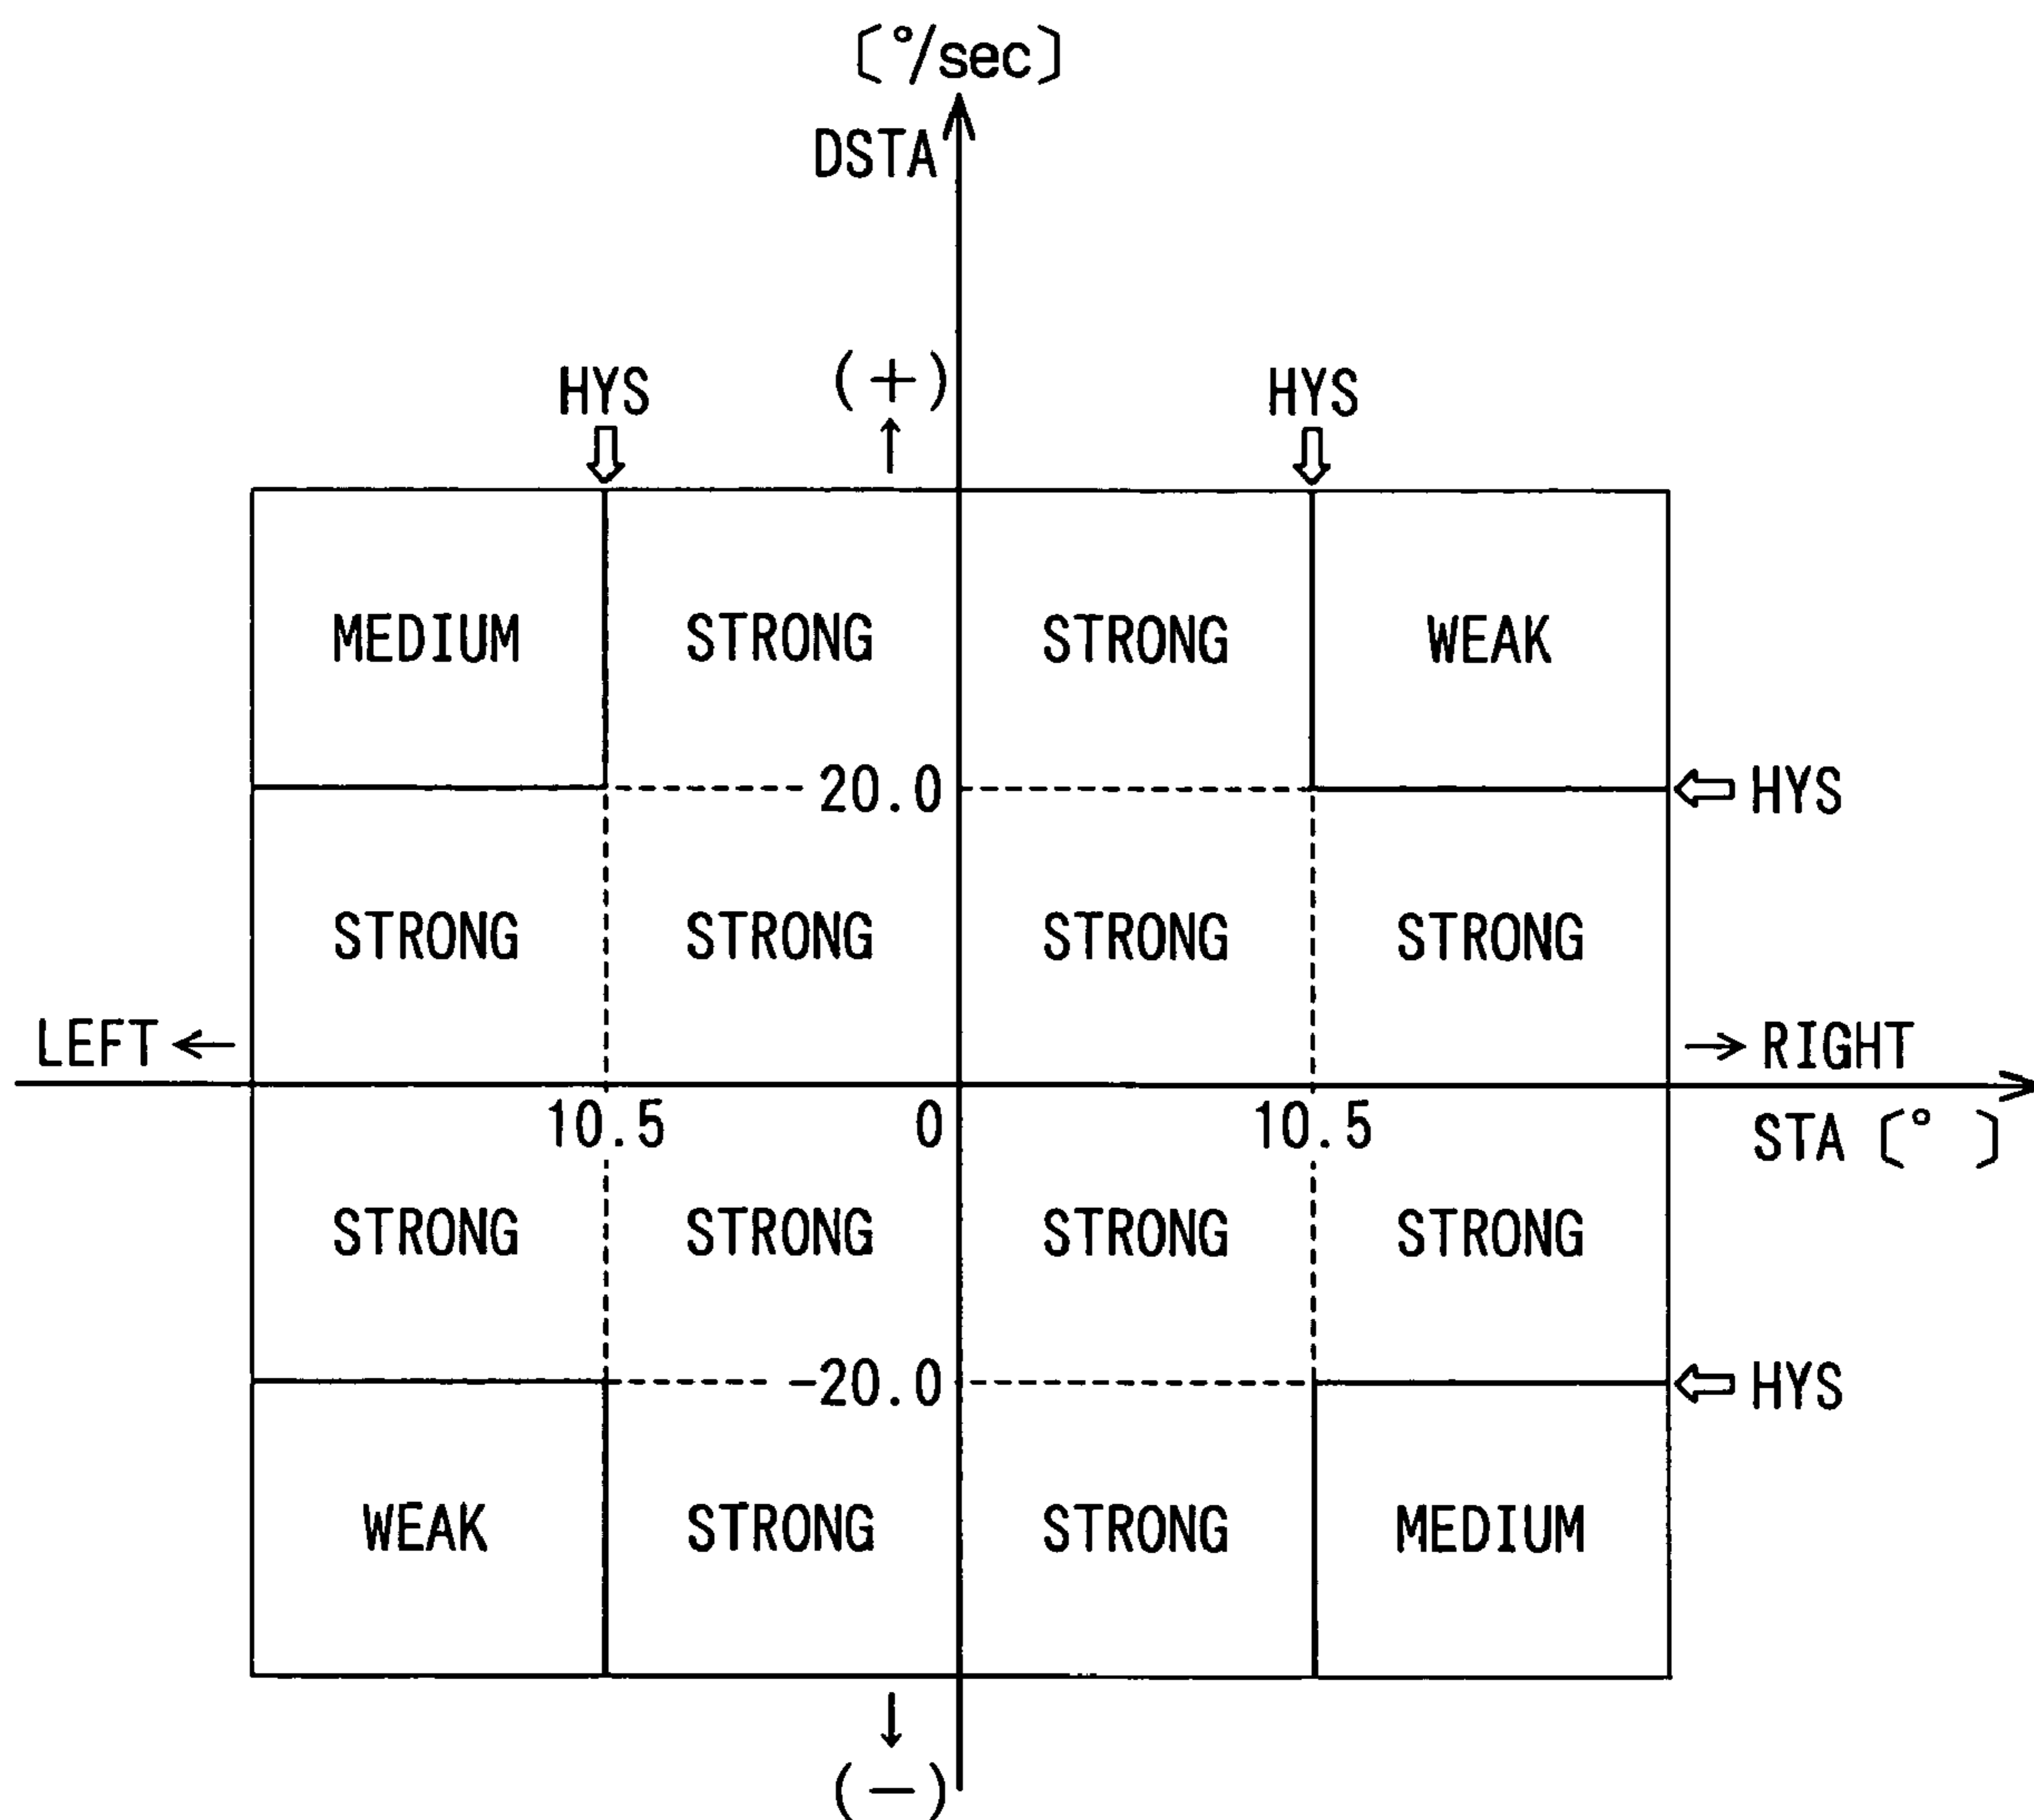 〔°/sec〕
DSTA
HYS (+) HYS
MEDIUM STRONG STRONG WEAK
20.0 HYS
STRONG STRONG STRONG STRONG
LEFT RIGHT
10.5 0 10.5 STA〔° 〕
STRONG STRONG STRONG STRONG
-20.0 HYS
WEAK STRONG STRONG MEDIUM
(-)